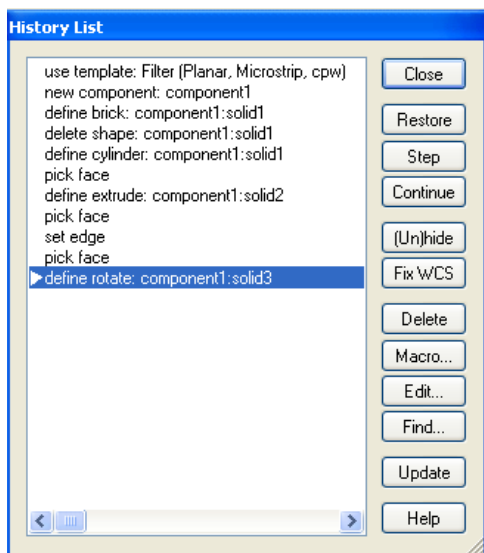 History List
use template: Filter (Planar, Microstrip, cpw)
new component: component1
define brick: component1:solid1
delete shape: component1:solid1
define cylinder: component1:solid1
pick face
define extrude: component1:solid2
pick face
set edge
pick face
define rotate: component1:solid3
Close
Restore
Step
Continue
(Un)hide
Fix WCS
Delete
Macro...
Edit...
Find...
Update
Help